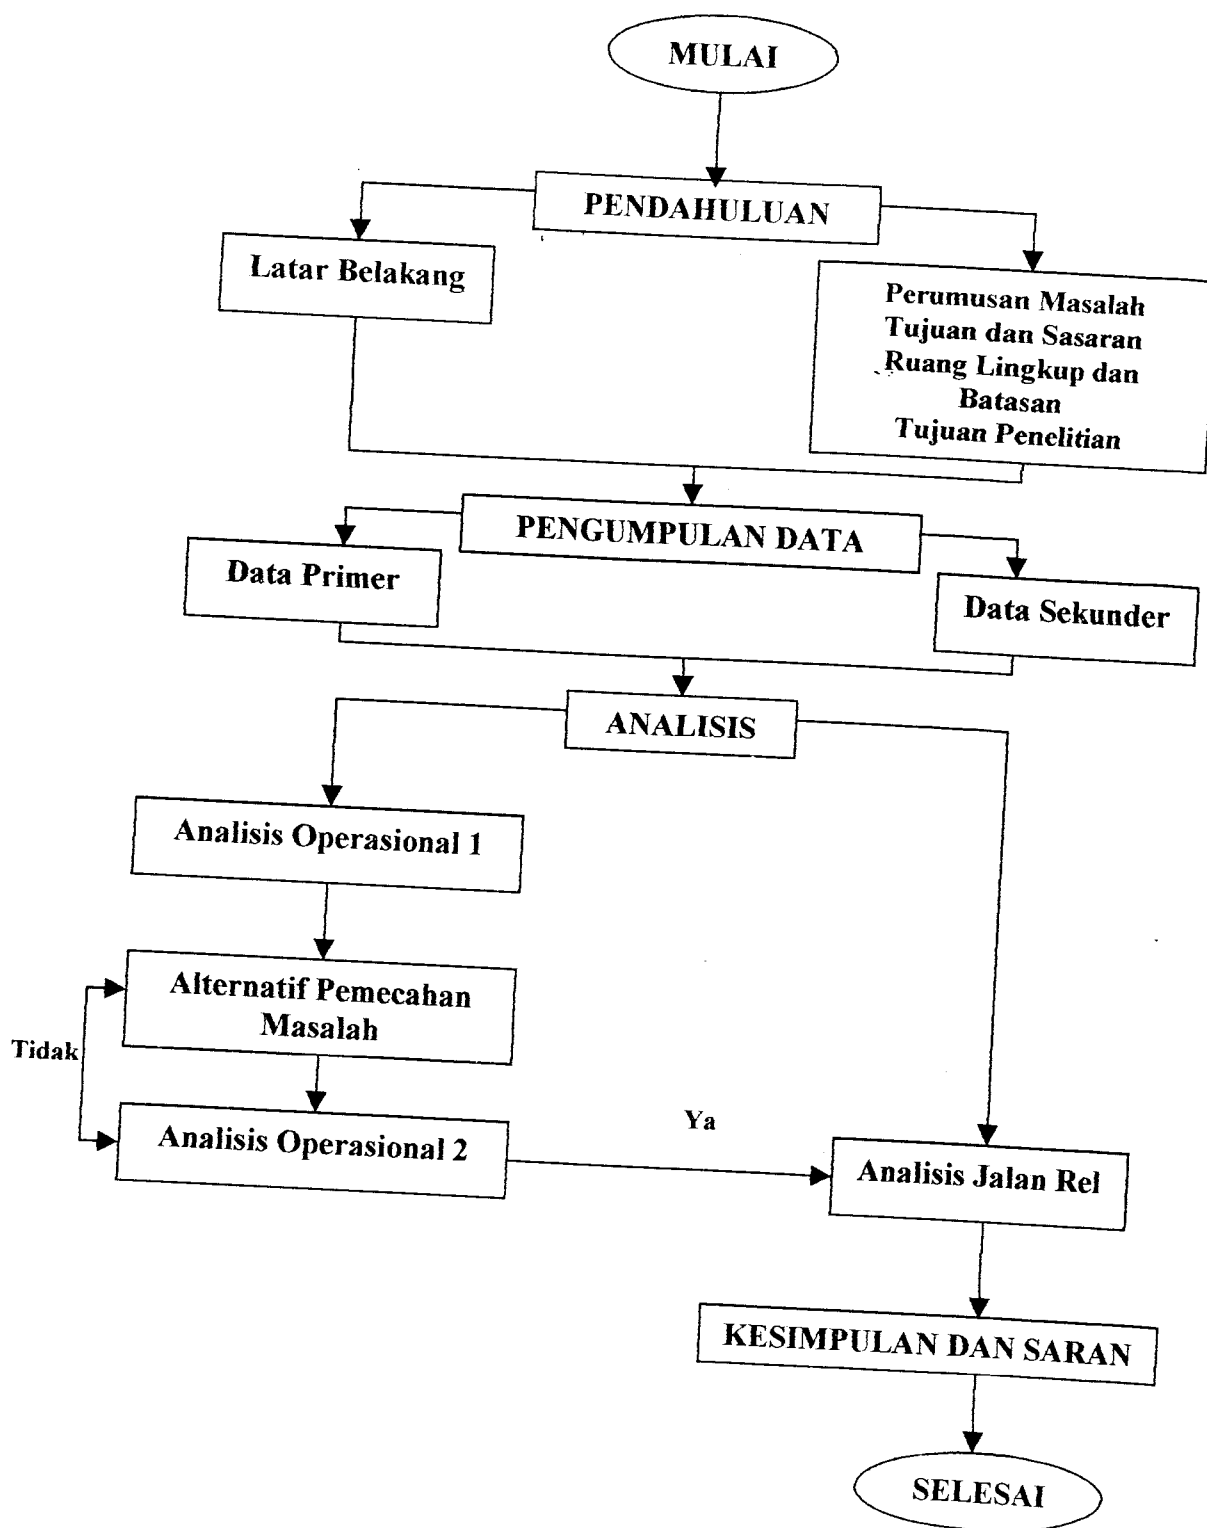 MULAI
PENDAHULUAN
Latar Belakang
Perumusan Masalah
Tujuan dan Sasaran
Ruang Lingkup dan
Batasan
Tujuan Penelitian
PENGUMPULAN DATA
Data Primer
Data Sekunder
ANALISIS
Analisis Operasional 1
Alternatif Pemecahan
Masalah
Tidak
Analisis Operasional 2
Ya
Analisis Jalan Rel
KESIMPULAN DAN SARAN
SELESAI